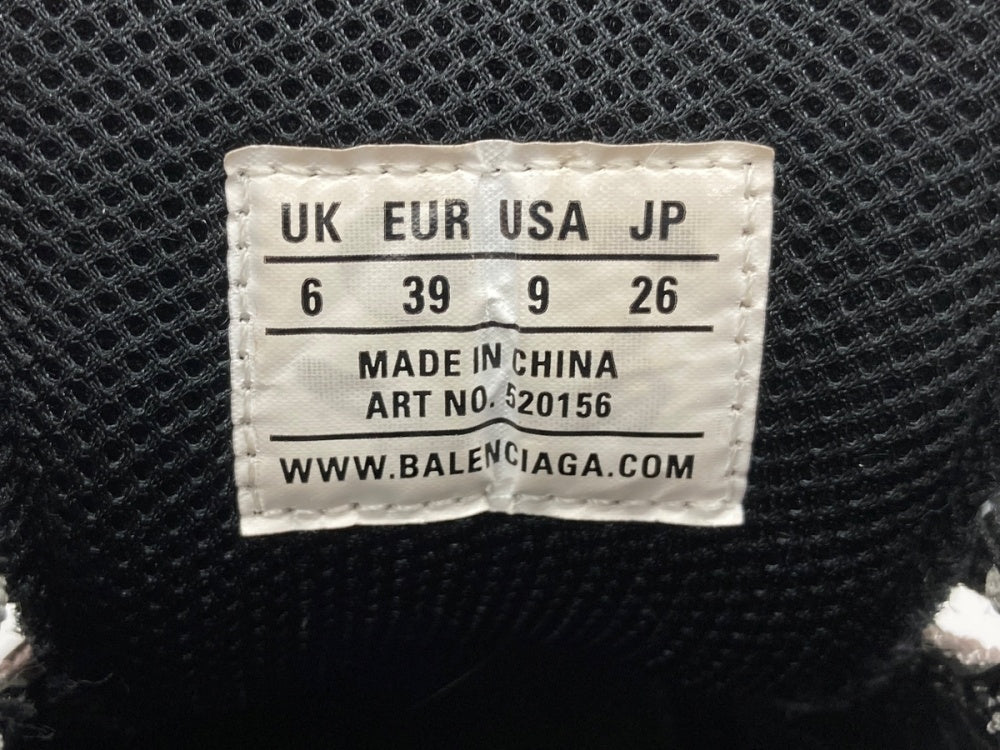 UK EUR USA JP
6 39 9 26
MADE IN CHINA
ART NO. 520156
WWW.BALENCIAGA.COM